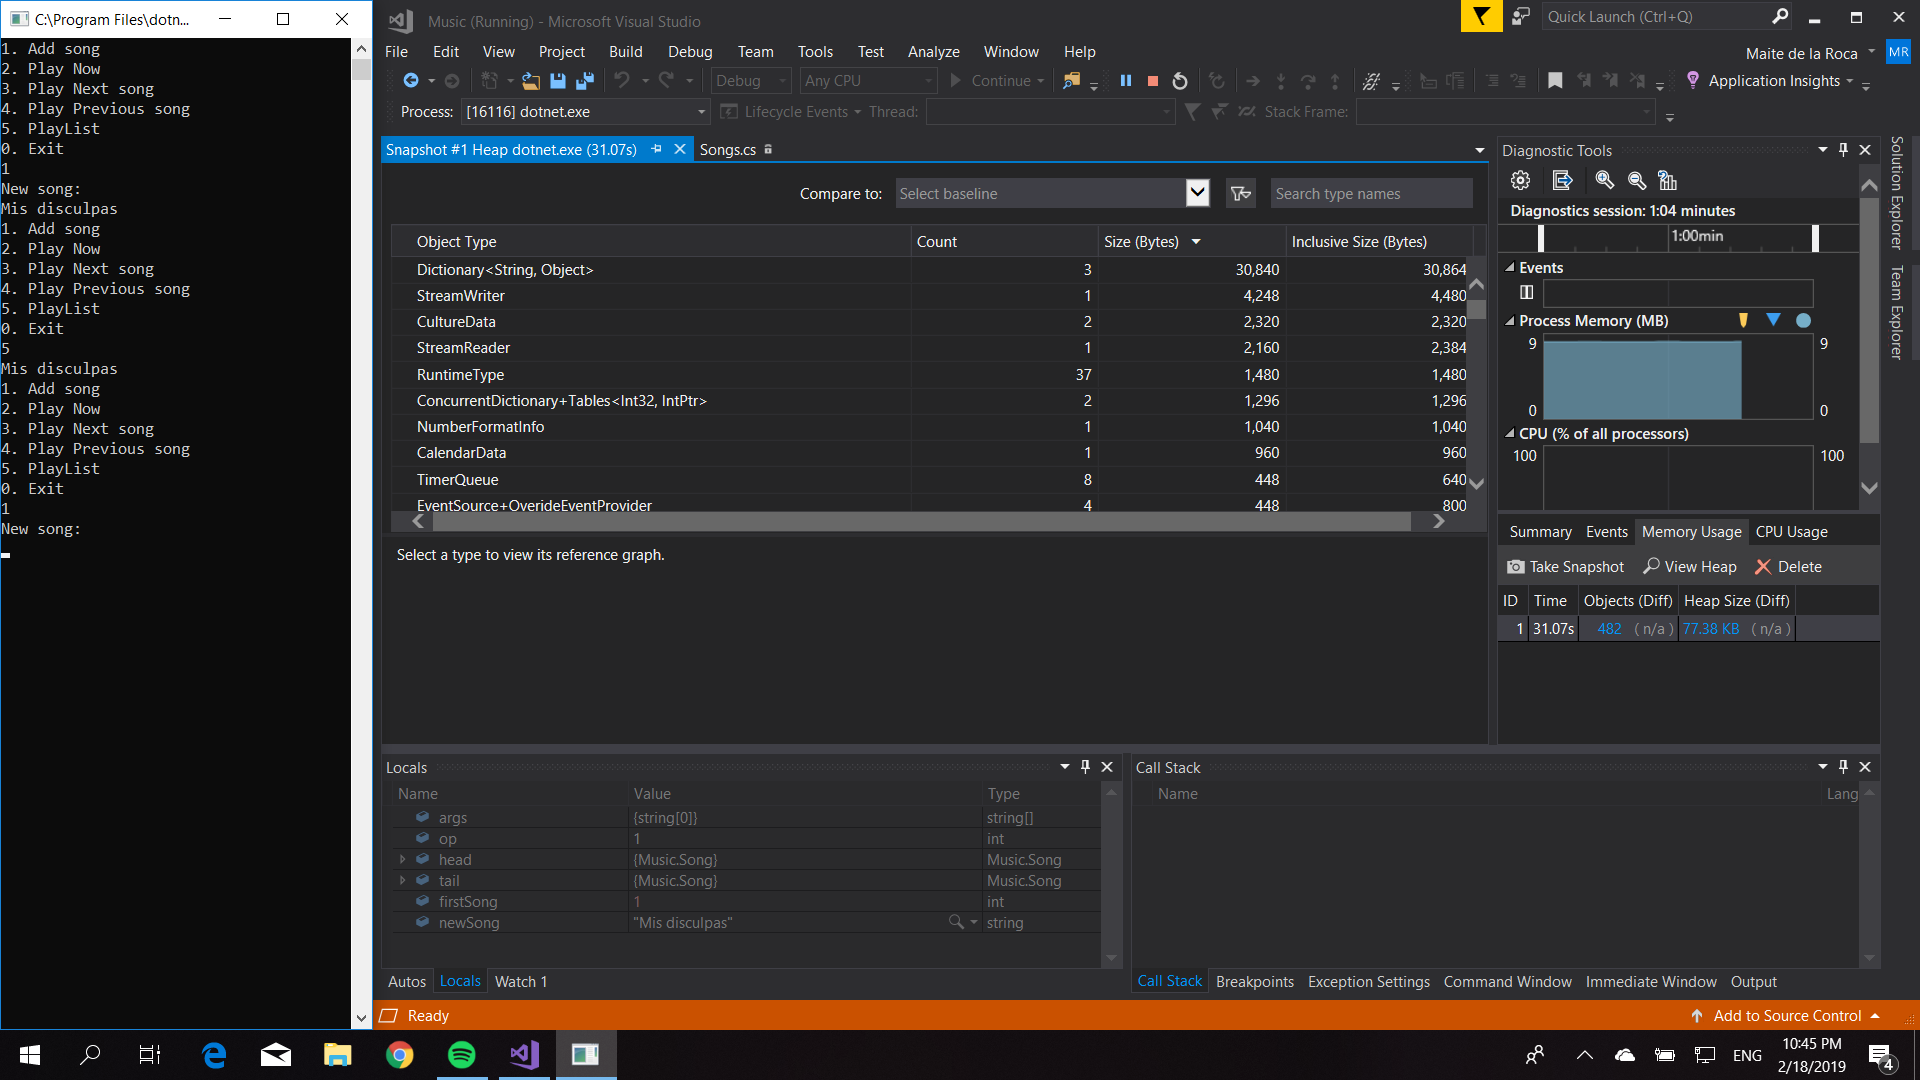 C:\Program Files\dotn...
1. Add song
2. Play Now
3. Play Next song
4. Play Previous song
5. PlayList
0. Exit
1
New song:
Mis disculpas
1. Add song
2. Play Now
3. Play Next song
4. Play Previous song
5. PlayList
0. Exit
5
Mis disculpas
1. Add song
2. Play Now
3. Play Next song
4. Play Previous song
5. PlayList
0. Exit
1
New song:
Music (Running) - Microsoft Visual Studio
Quick Launch (Ctrl+Q)
File Edit View Project Build Debug Team Tools Test Analyze Window Help
Maite de la Roca MR
Debug Any CPU Continue Application Insights
Process: [16116] dotnet.exe Lifecycle Events Thread: Stack Frame:
Snapshot #1 Heap dotnet.exe (31.07s) Songs.cs
Compare to: Select baseline Search type names
Object Type Count Size (Bytes) Inclusive Size (Bytes)
Dictionary<String, Object> 3 30,840 30,864
StreamWriter 1 4,248 4,480
CultureData 2 2,320 2,320
StreamReader 1 2,160 2,384
RuntimeType 37 1,480 1,480
ConcurrentDictionary+Tables<Int32, IntPtr> 2 1,296 1,296
NumberFormatInfo 1 1,040 1,040
CalendarData 1 960 960
TimerQueue 8 448 640
EventSource+OverideEventProvider 4 448 800
Select a type to view its reference graph.
Diagnostic Tools
Diagnostics session: 1:04 minutes
1:00min
Events
Process Memory (MB)
9 9
0 0
CPU (% of all processors)
100 100
Summary Events Memory Usage CPU Usage
Take Snapshot View Heap Delete
ID Time Objects (Diff) Heap Size (Diff)
1 31.07s 482 (n/a) 77.38 KB (n/a)
Solution Explorer
Team Explorer
Locals
Name Value Type
args {string[0]} string[]
op 1 int
head {Music.Song} Music.Song
tail {Music.Song} Music.Song
firstSong 1 int
newSong "Mis disculpas" string
Autos Locals Watch 1
Call Stack
Name Lang
Call Stack Breakpoints Exception Settings Command Window Immediate Window Output
Ready
Add to Source Control
ENG
10:45 PM
2/18/2019
4